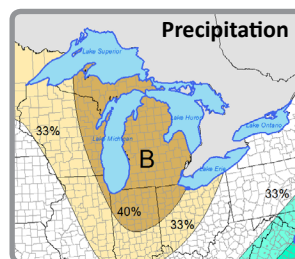 Precipitation
Lake Superior
33%
Lake Huron
Lake Ontario
Lake Michigan
B
Lake Erie
33%
40%
33%